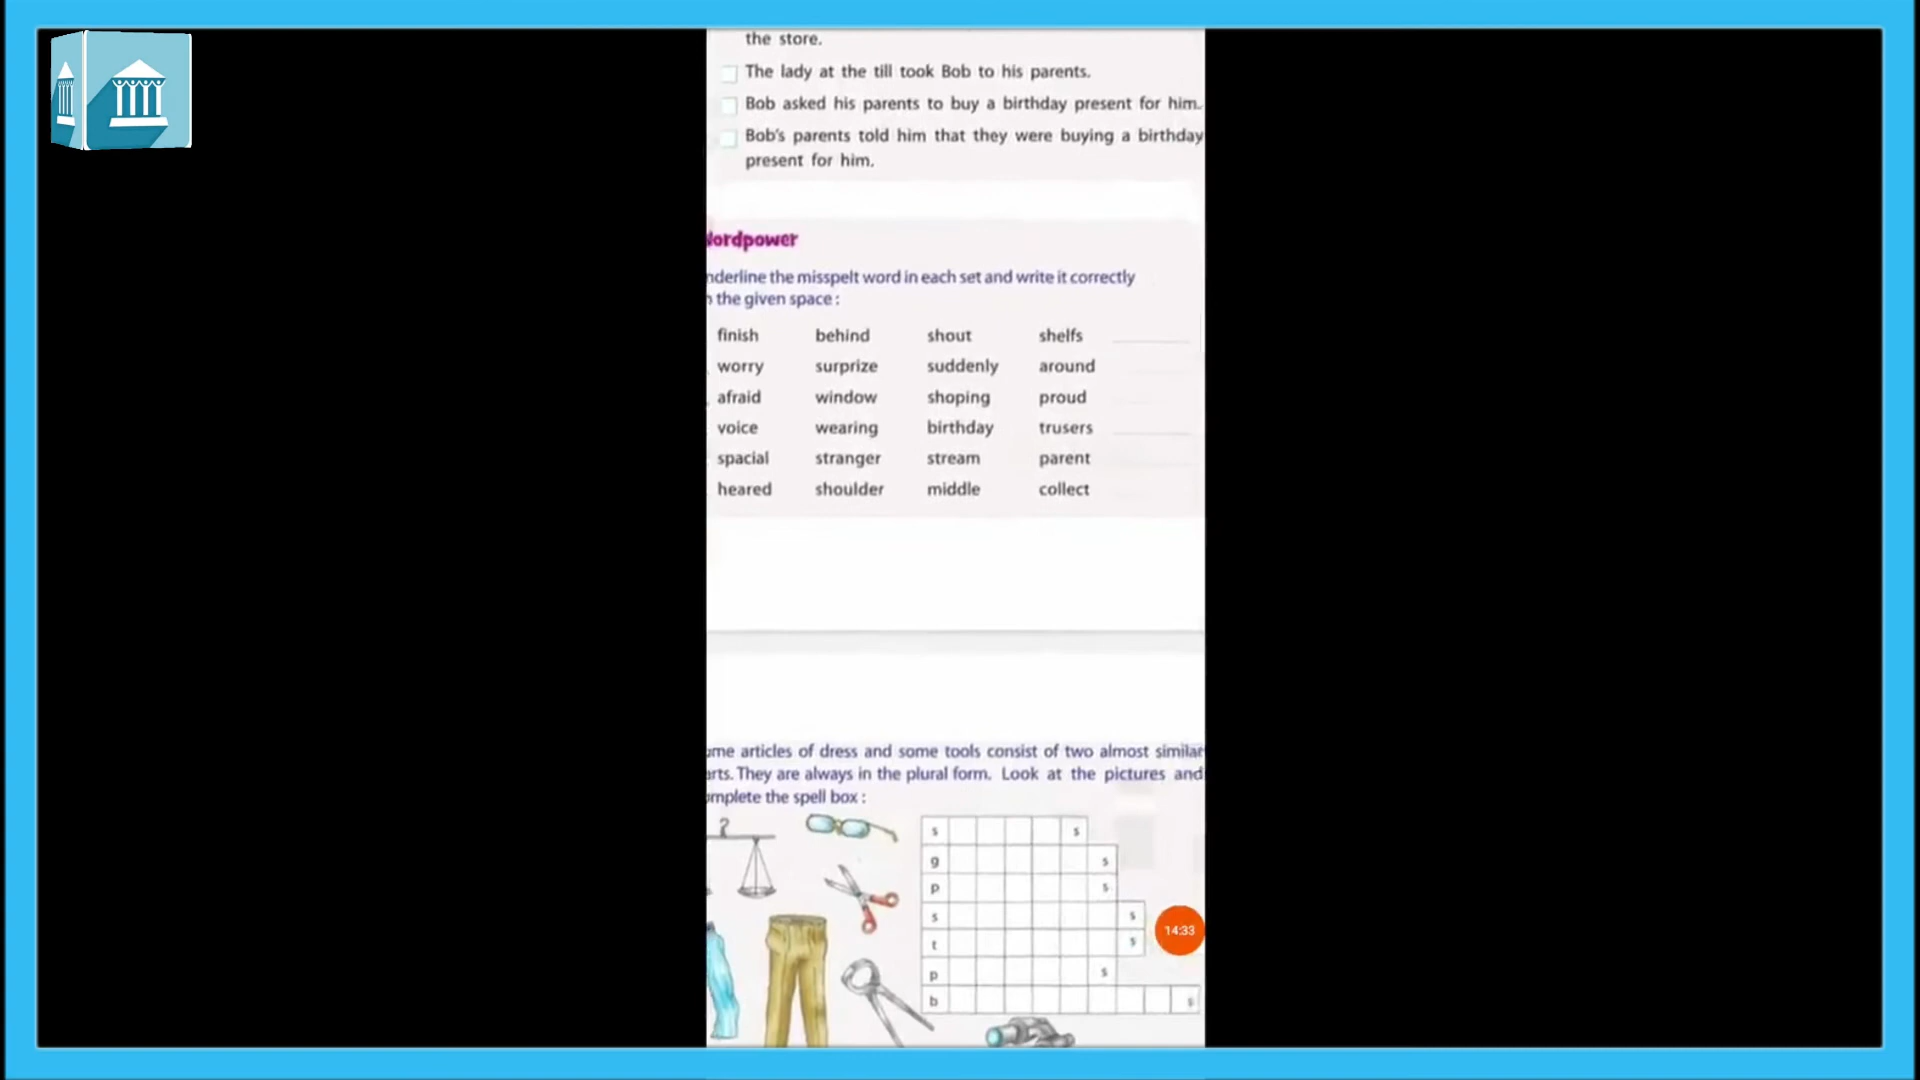 the store.
The lady at the till took Bob to his parents.
Bob asked his parents to buy a birthday present for him.
Bob's parents told him that they were buying a birthday
present for him.
ordpower
nderline the misspelt word in each set and write it correctly
the given space :
finish behind shout shelfs
worry surprize suddenly around
afraid window shoping proud
voice wearing birthday trusers
spacial stranger stream parent
heared shoulder middle collect
me articles of dress and some tools consist of two almost similar
rts. They are always in the plural form. Look at the pictures and
mplete the spell box :
s s
g s
p s
s s
t s
p s
b s
14:33